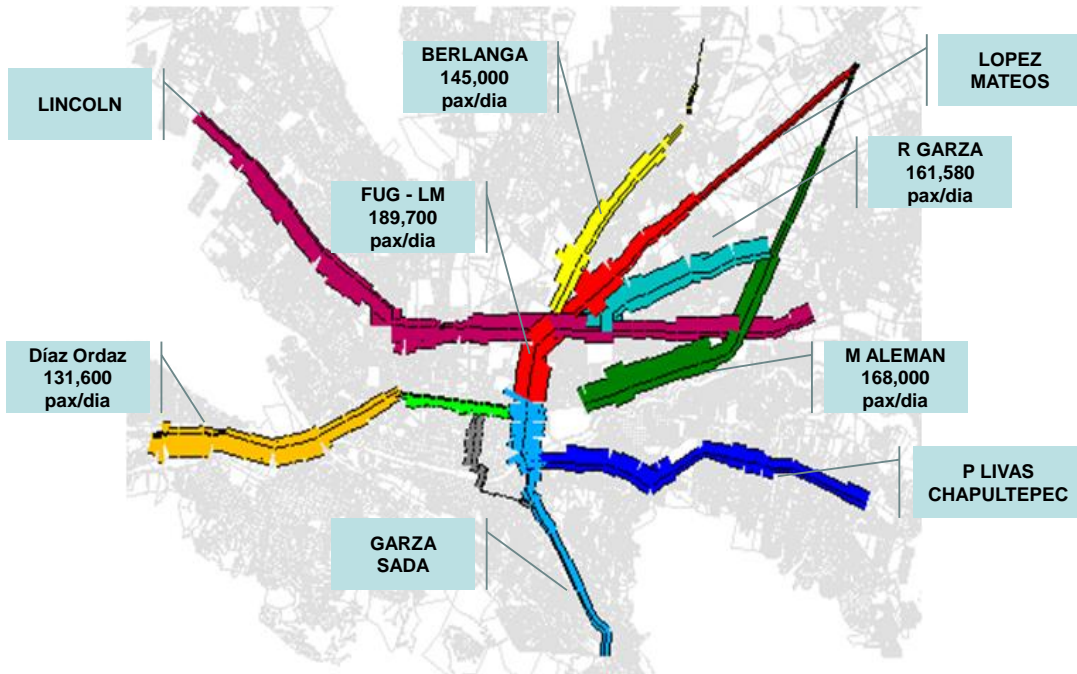 BERLANGA
145,000
pax/dia
LOPEZ
MATEOS
LINCOLN
R GARZA
161,580
pax/dia
FUG - LM
189,700
pax/dia
Díaz Ordaz
131,600
pax/dia
M ALEMAN
168,000
pax/dia
P LIVAS
CHAPULTEPEC
GARZA
SADA